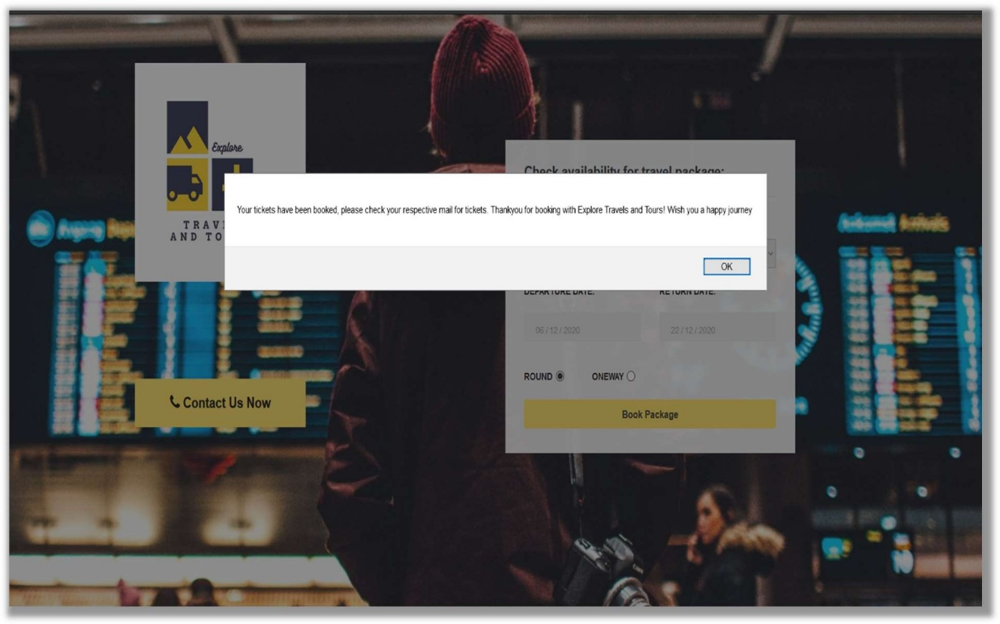 Explore
TRAV
AND TO
Contact Us Now
Check availability for travel package:
Your tickets have been booked, please check your respective mail for tickets. Thankyou for booking with Explore Travels and Tours! Wish you a happy journey
OK
DEPARTURE DATE:
RETURN DATE:
06 / 12 / 2020
22 / 12 / 2020
ROUND
ONEWAY
Book Package
Canon